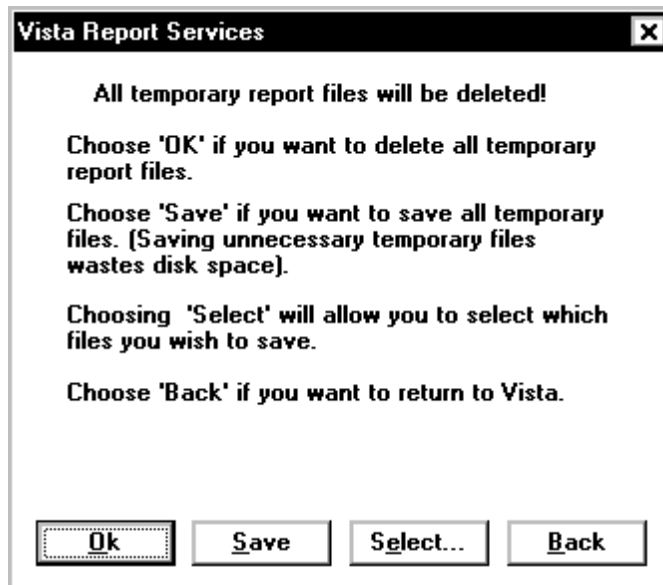 Vista Report Services
All temporary report files will be deleted!
Choose 'OK' if you want to delete all temporary
report files.
Choose 'Save' if you want to save all temporary
files. (Saving unnecessary temporary files
wastes disk space).
Choosing  'Select' will allow you to select which
files you wish to save.
Choose 'Back' if you want to return to Vista.
Ok Save Select... Back